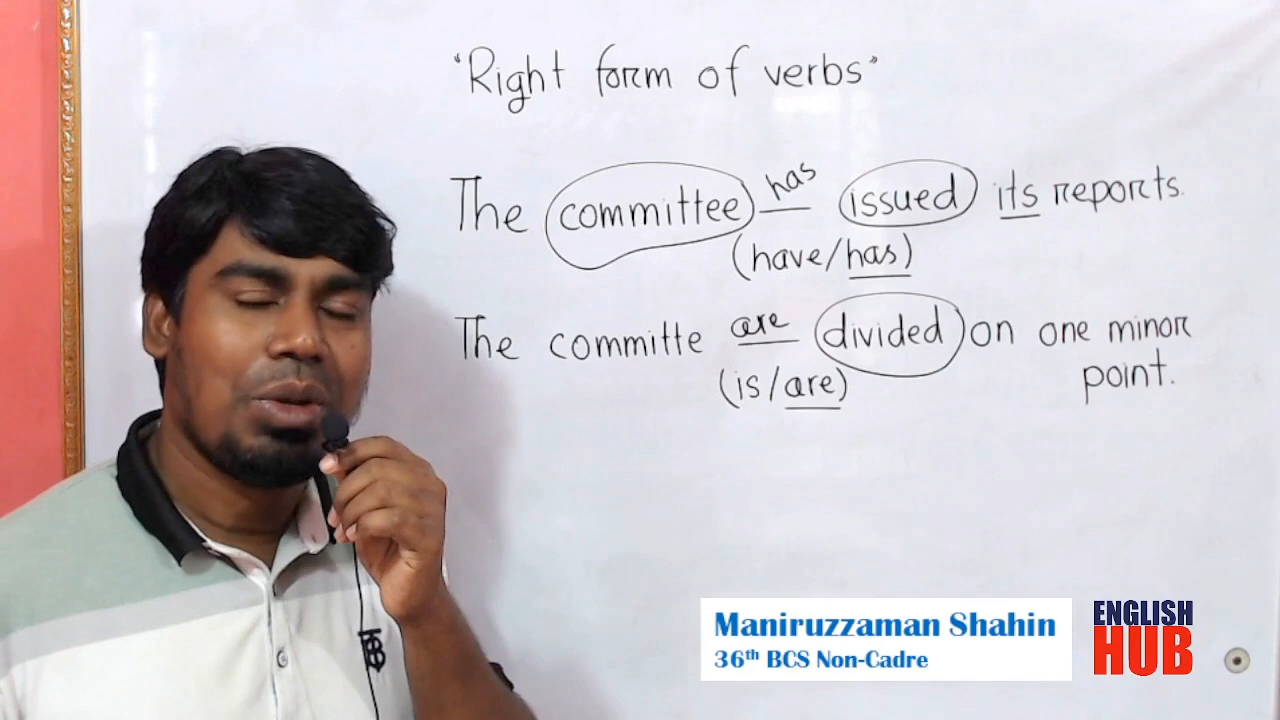 "Right form of verbs"
The committee has issued its reports.
(have/has)
The committe are divided on one minor
point.
(is/are)
Maniruzzaman Shahin
36th BCS Non-Cadre
ENGLISH
HUB